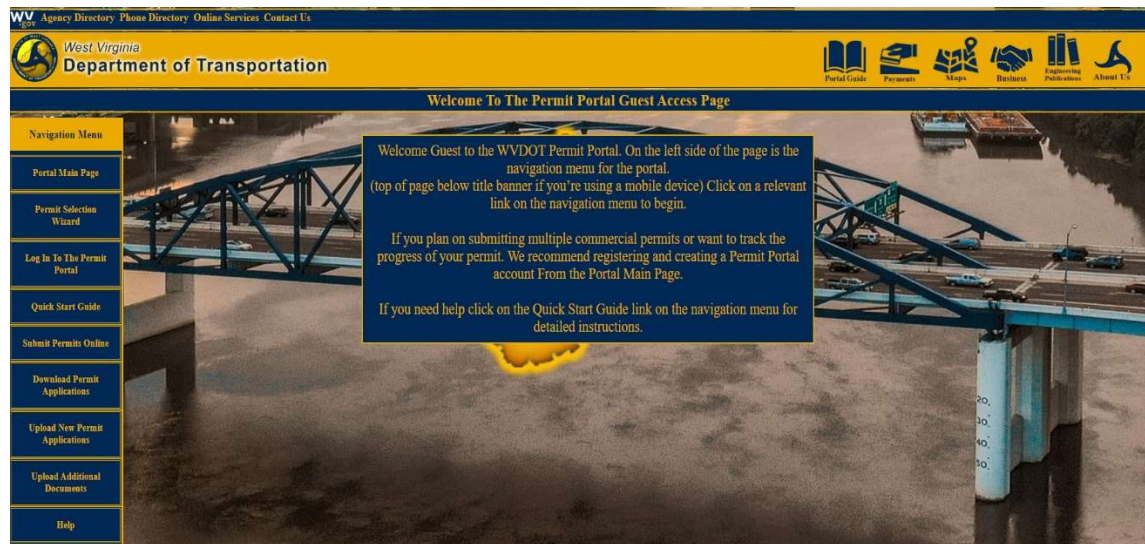 WV
.gov
Agency Directory Phone Directory Online Services Contact Us
West Virginia
Department of Transportation
Portal Guide
Payments
Maps
Business
Engineering
Publications
About Us
Welcome To The Permit Portal Guest Access Page
Navigation Menu
Portal Main Page
Permit Selection
Wizard
Log In To The Permit
Portal
Quick Start Guide
Submit Permits Online
Download Permit
Applications
Upload New Permit
Applications
Upload Additional
Documents
Help
Welcome Guest to the WVDOT Permit Portal. On the left side of the page is the
navigation menu for the portal.
(top of page below title banner if you're using a mobile device) Click on a relevant
link on the navigation menu to begin.
If you plan on submitting multiple commercial permits or want to track the
progress of your permit. We recommend registering and creating a Permit Portal
account From the Portal Main Page.
If you need help click on the Quick Start Guide link on the navigation menu for
detailed instructions.
20
30
40
50